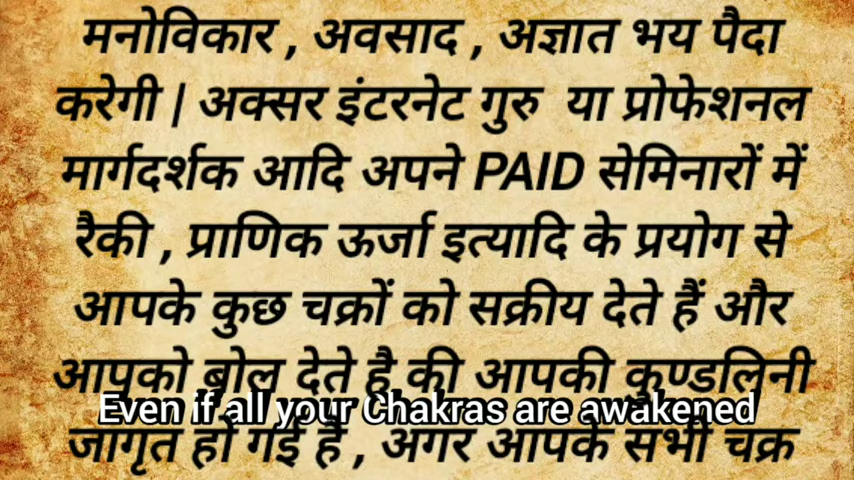 मनोविकार , अवसाद , अज्ञात भय पैदा
करेगी | अक्सर इंटरनेट गुरु या प्रोफेशनल
मार्गदर्शक आदि अपने PAID सेमिनारों में
रैकी , प्राणिक ऊर्जा इत्यादि के प्रयोग से
आपके कुछ चक्रों को सक्रीय देते हैं और
आपको बोल देते है की आपकी कुण्डलिनी
Even if all your Chakras are awakened
जागृत हो गई है , अगर आपके सभी चक्र